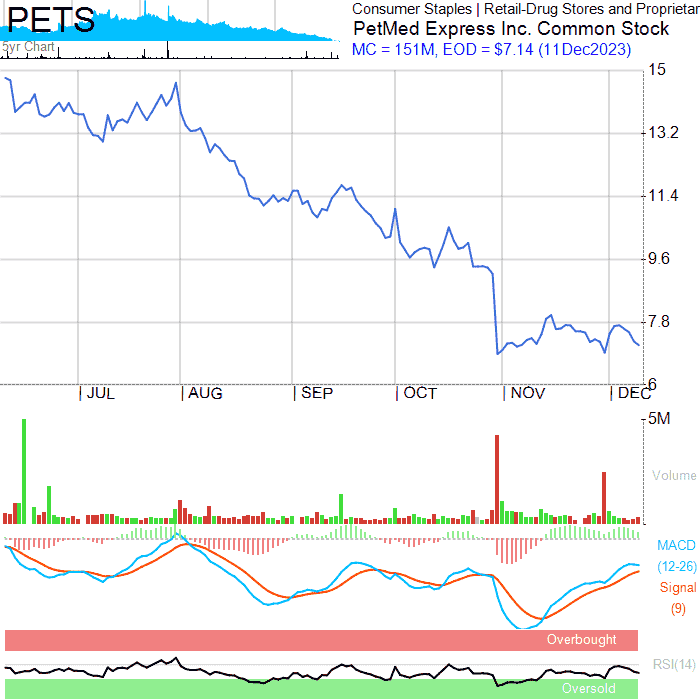 PETS
5yr Chart
Consumer Staples | Retail-Drug Stores and Proprietar
PetMed Express Inc. Common Stock
MC = 151M, EOD = $7.14 (11Dec2023)
15
13.2
11.4
9.6
7.8
6
JUL AUG SEP OCT NOV DEC
5M
Volume
MACD
(12-26)
Signal
(9)
Overbought
RSI(14)
Oversold